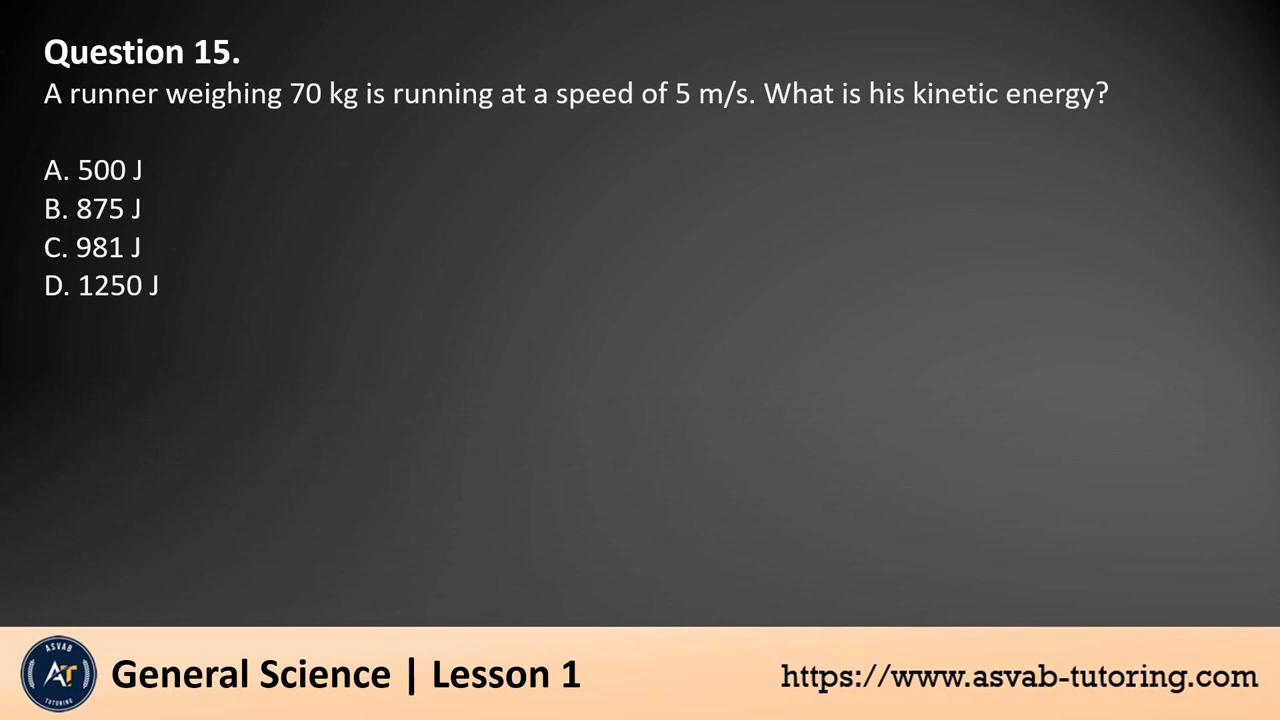 Question 15.
A runner weighing 70 kg is running at a speed of 5 m/s. What is his kinetic energy?
A. 500 J
B. 875 J
C. 981 J
D. 1250 J
ASVAB
AT
TUTORING
General Science | Lesson 1
https://www.asvab-tutoring.com